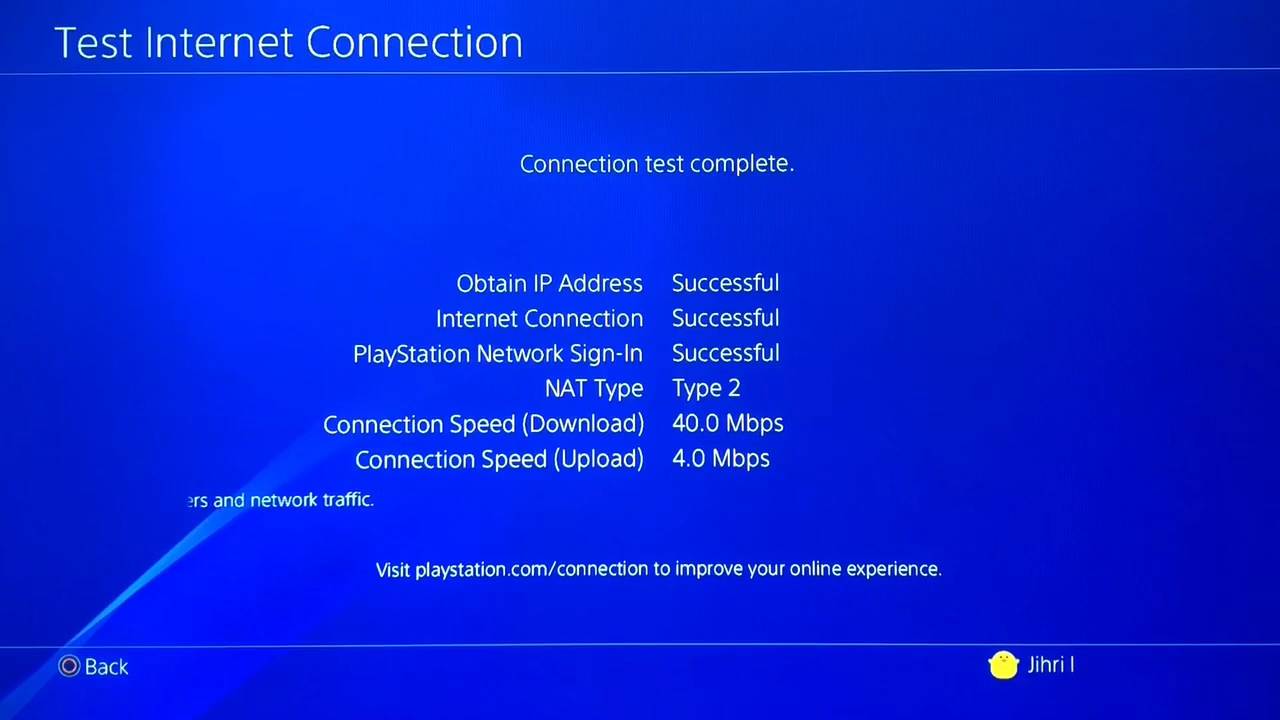 Test Internet Connection
Connection test complete.
Obtain IP Address Successful
Internet Connection Successful
PlayStation Network Sign-In Successful
NAT Type Type 2
Connection Speed (Download) 40.0 Mbps
Connection Speed (Upload) 4.0 Mbps
ers and network traffic.
Visit playstation.com/connection to improve your online experience.
Back
Jihri I